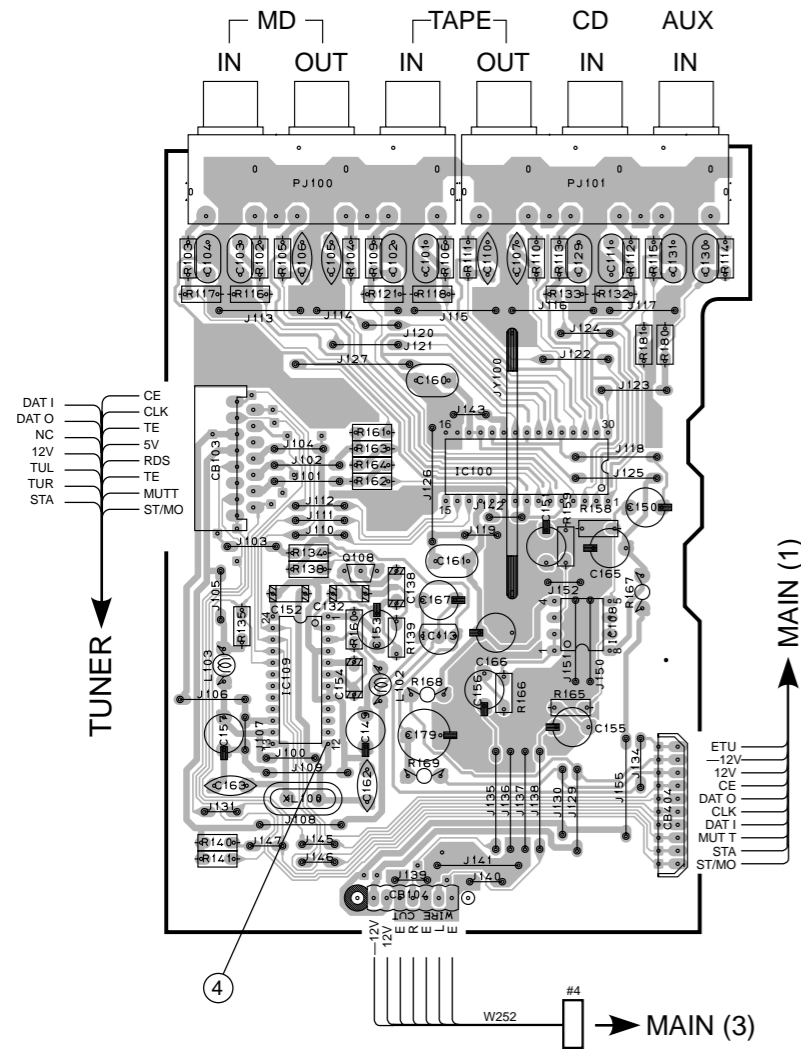 MD TAPE CD AUX
IN OUT IN OUT IN IN
PJ100 PJ101
R103 C104 C103 R102 R105 C106 C105 R104 R109 C102 C101 R106 R111 C110 C107 R110 R113 C129 C111 R112 R115 C131 C130 R114
R117 R116 R121 R118 R133 R132
J113 J114 J115 J116 J117
J120 J124
J121 R181 R180
J127 J122
C160 JY100 J123
DAT I
DAT O
NC
12V
TUL
TUR
STA
CE
CLK
TE
5V
RDS
TE
MUTT
ST/MO
TUNER
CB103
J143
16 30
R161
J104 R163 J118
J102 R164 IC100
J101 R162 J126 J125
15 1
J112 J142 R159 R158 C150
J111
J110 J119
J103 R134 C161 C165
R138 Q108 C138 R167
J105 C152 C132 C167 J152
R135 24 1 R160 C153 R139 C113 4 IC108
L103 IC109 C154 L102 1 8
R168 C166 J151 J150
J106 C156 R166 R165
C157 J107 13 12 C149 C179 C155
J100
J109 R169 J134
C163 XL100 C162 J135 J136 J137 J138 J130 J129 J155 CB404
J131
J108
R140 J147 J145
R141 J146 J141
J139 J140
CB104
WIRE CUT
ETU
—12V
12V
CE
DAT O
CLK
DAT I
MUT T
STA
ST/MO
MAIN (1)
—12V
12V
E
R
E
L
E
4
W252
#4
MAIN (3)